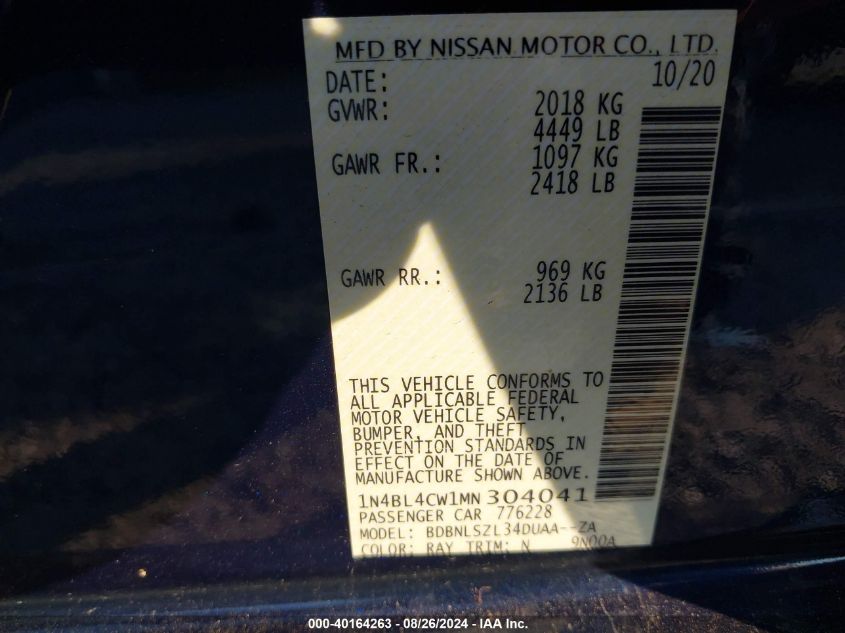 MFD BY NISSAN MOTOR CO., LTD.
DATE: 10/20
GVWR: 2018 KG
4449 LB
GAWR FR.: 1097 KG
2418 LB
GAWR RR.: 969 KG
2136 LB
THIS VEHICLE CONFORMS TO
ALL APPLICABLE FEDERAL
MOTOR VEHICLE SAFETY,
BUMPER, AND THEFT
PREVENTION STANDARDS IN
EFFECT ON THE DATE OF
MANUFACTURE SHOWN ABOVE.
1N4BL4CW1MN 304041
PASSENGER CAR 776228
MODEL: BDBNLSZL34DUAA--ZA
COLOR: RAY TRIM: N 9N00A
000-40164263 - 08/26/2024 - IAA Inc.